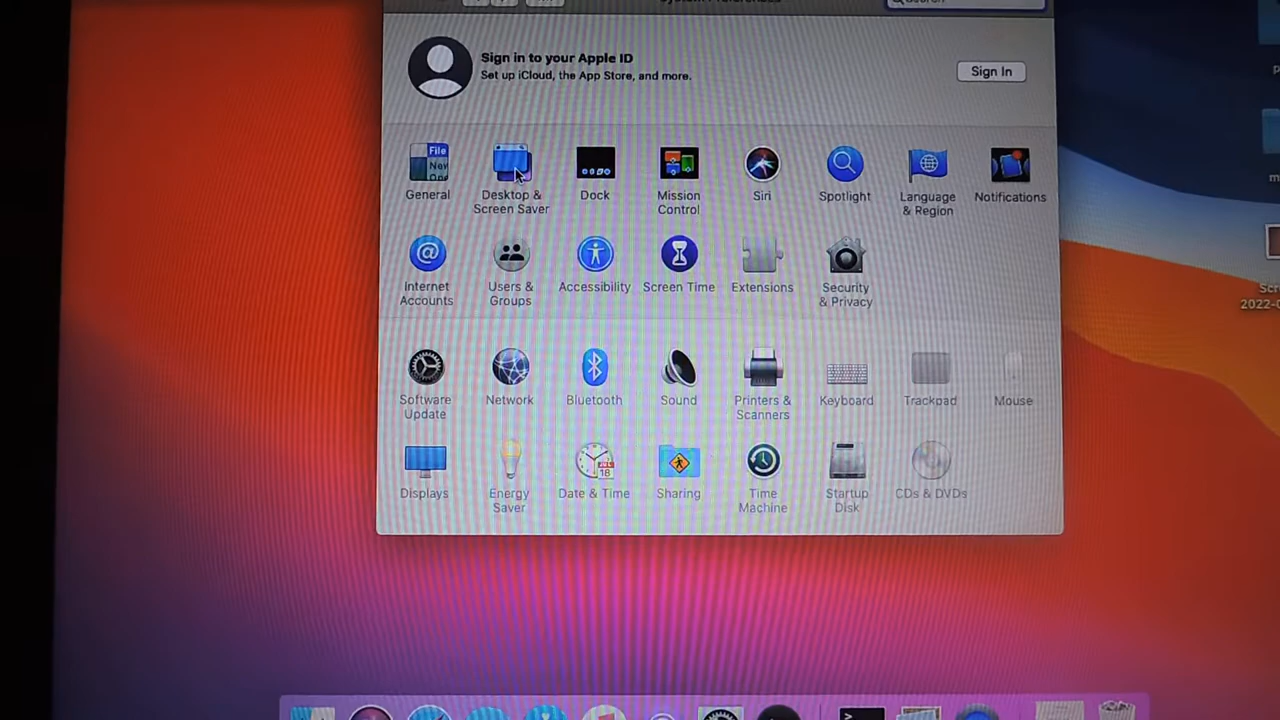 Sign in to your Apple ID
Set up iCloud, the App Store, and more.
Sign In
File
New
General
Desktop &
Screen Saver
Dock
Mission
Control
Siri
Spotlight
Language
& Region
Notifications
Internet
Accounts
Users &
Groups
Accessibility
Screen Time
Extensions
Security
& Privacy
Software
Update
Network
Bluetooth
Sound
Printers &
Scanners
Keyboard
Trackpad
Mouse
Displays
Energy
Saver
JUL
18
Date & Time
Sharing
Time
Machine
Startup
Disk
CDs & DVDs